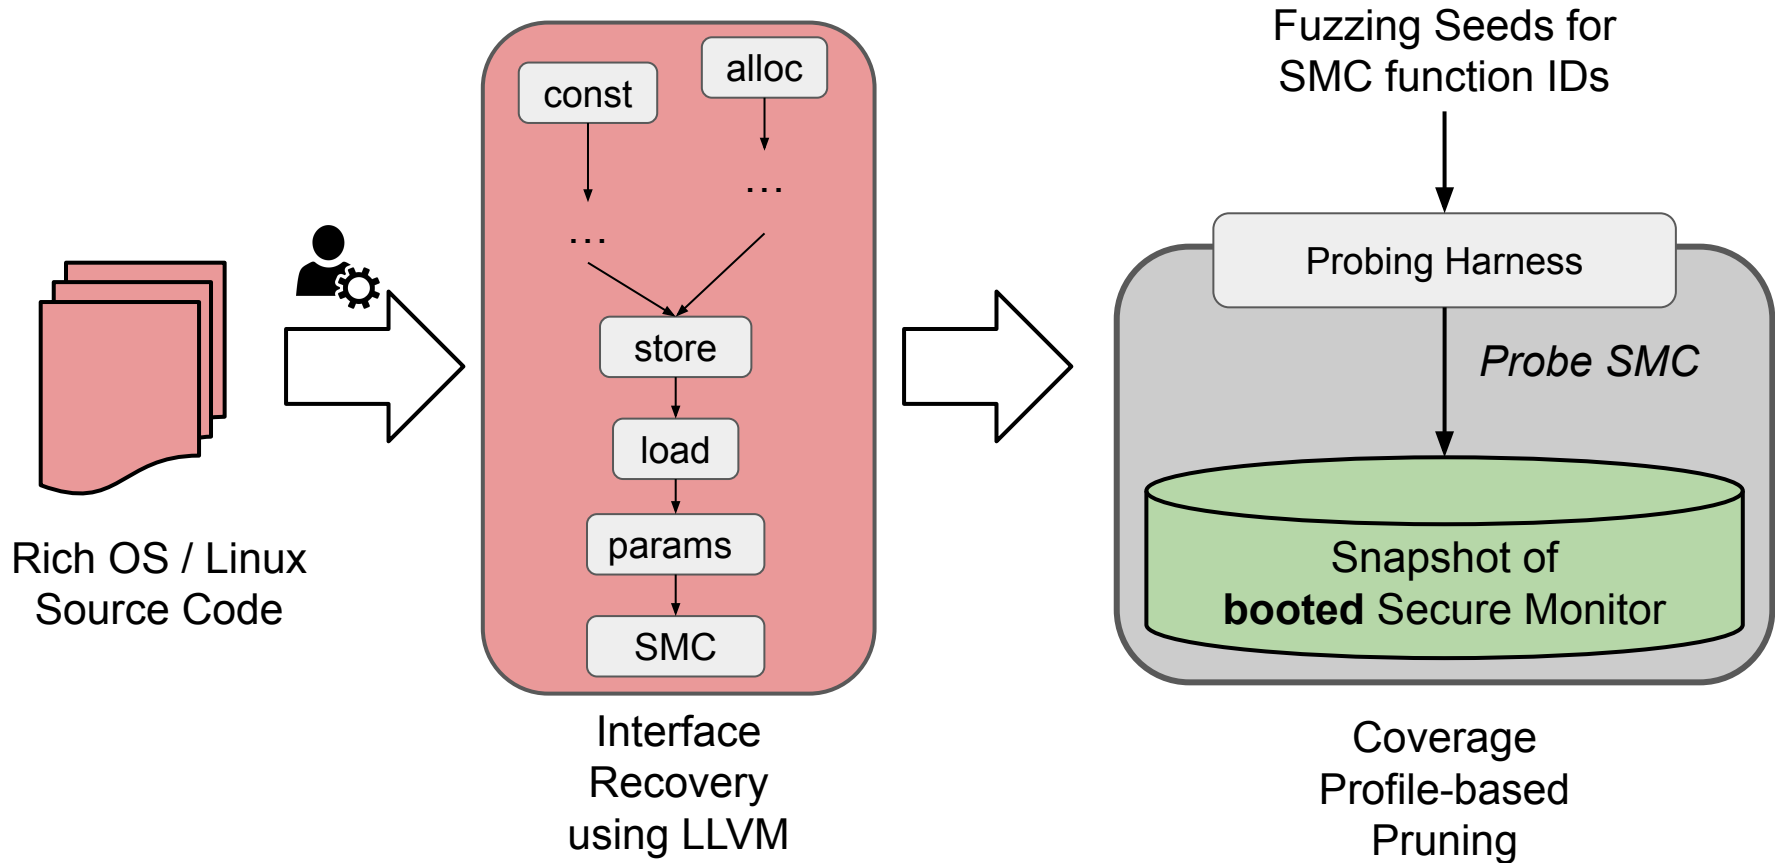 Rich OS / Linux
Source Code
const
alloc
...
...
store
load
params
SMC
Interface
Recovery
using LLVM
Fuzzing Seeds for
SMC function IDs
Probing Harness
Probe SMC
Snapshot of
booted Secure Monitor
Coverage
Profile-based
Pruning